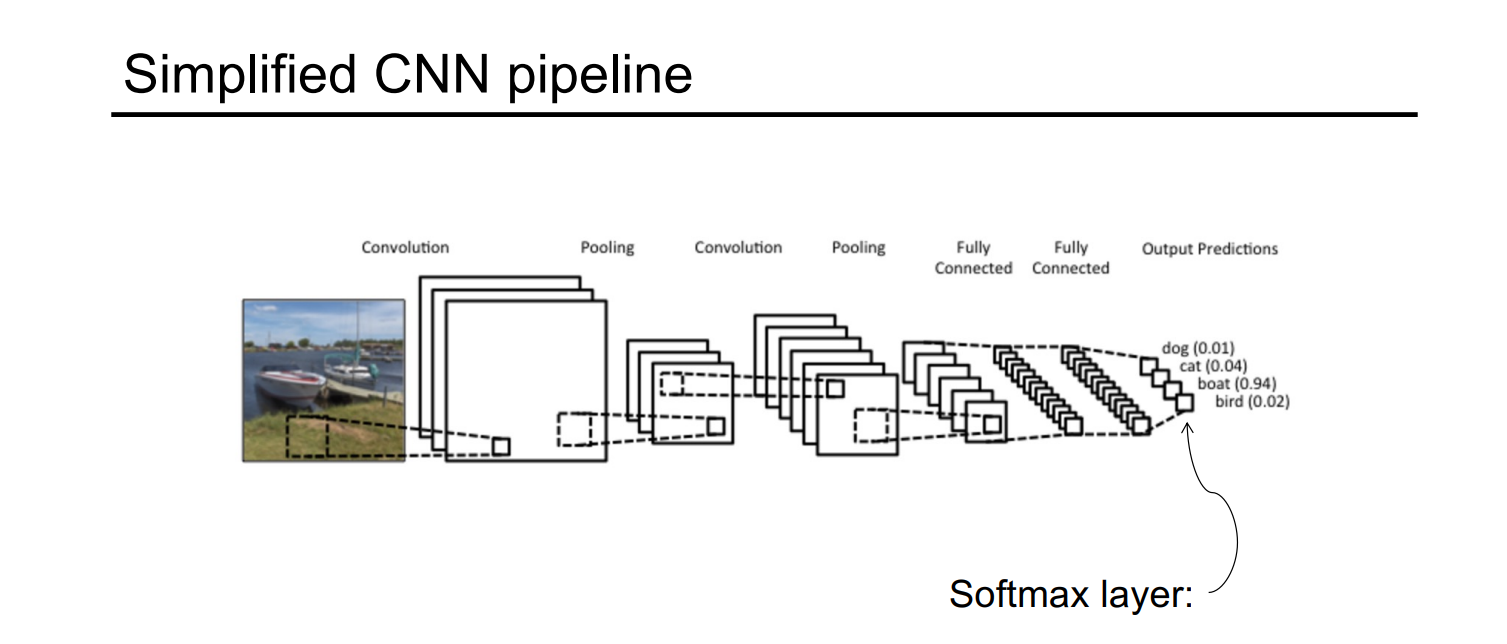 Simplified CNN pipeline
Convolution
Pooling
Convolution
Pooling
Fully
Connected
Fully
Connected
Output Predictions
dog (0.01)
cat (0.04)
boat (0.94)
bird (0.02)
Softmax layer: